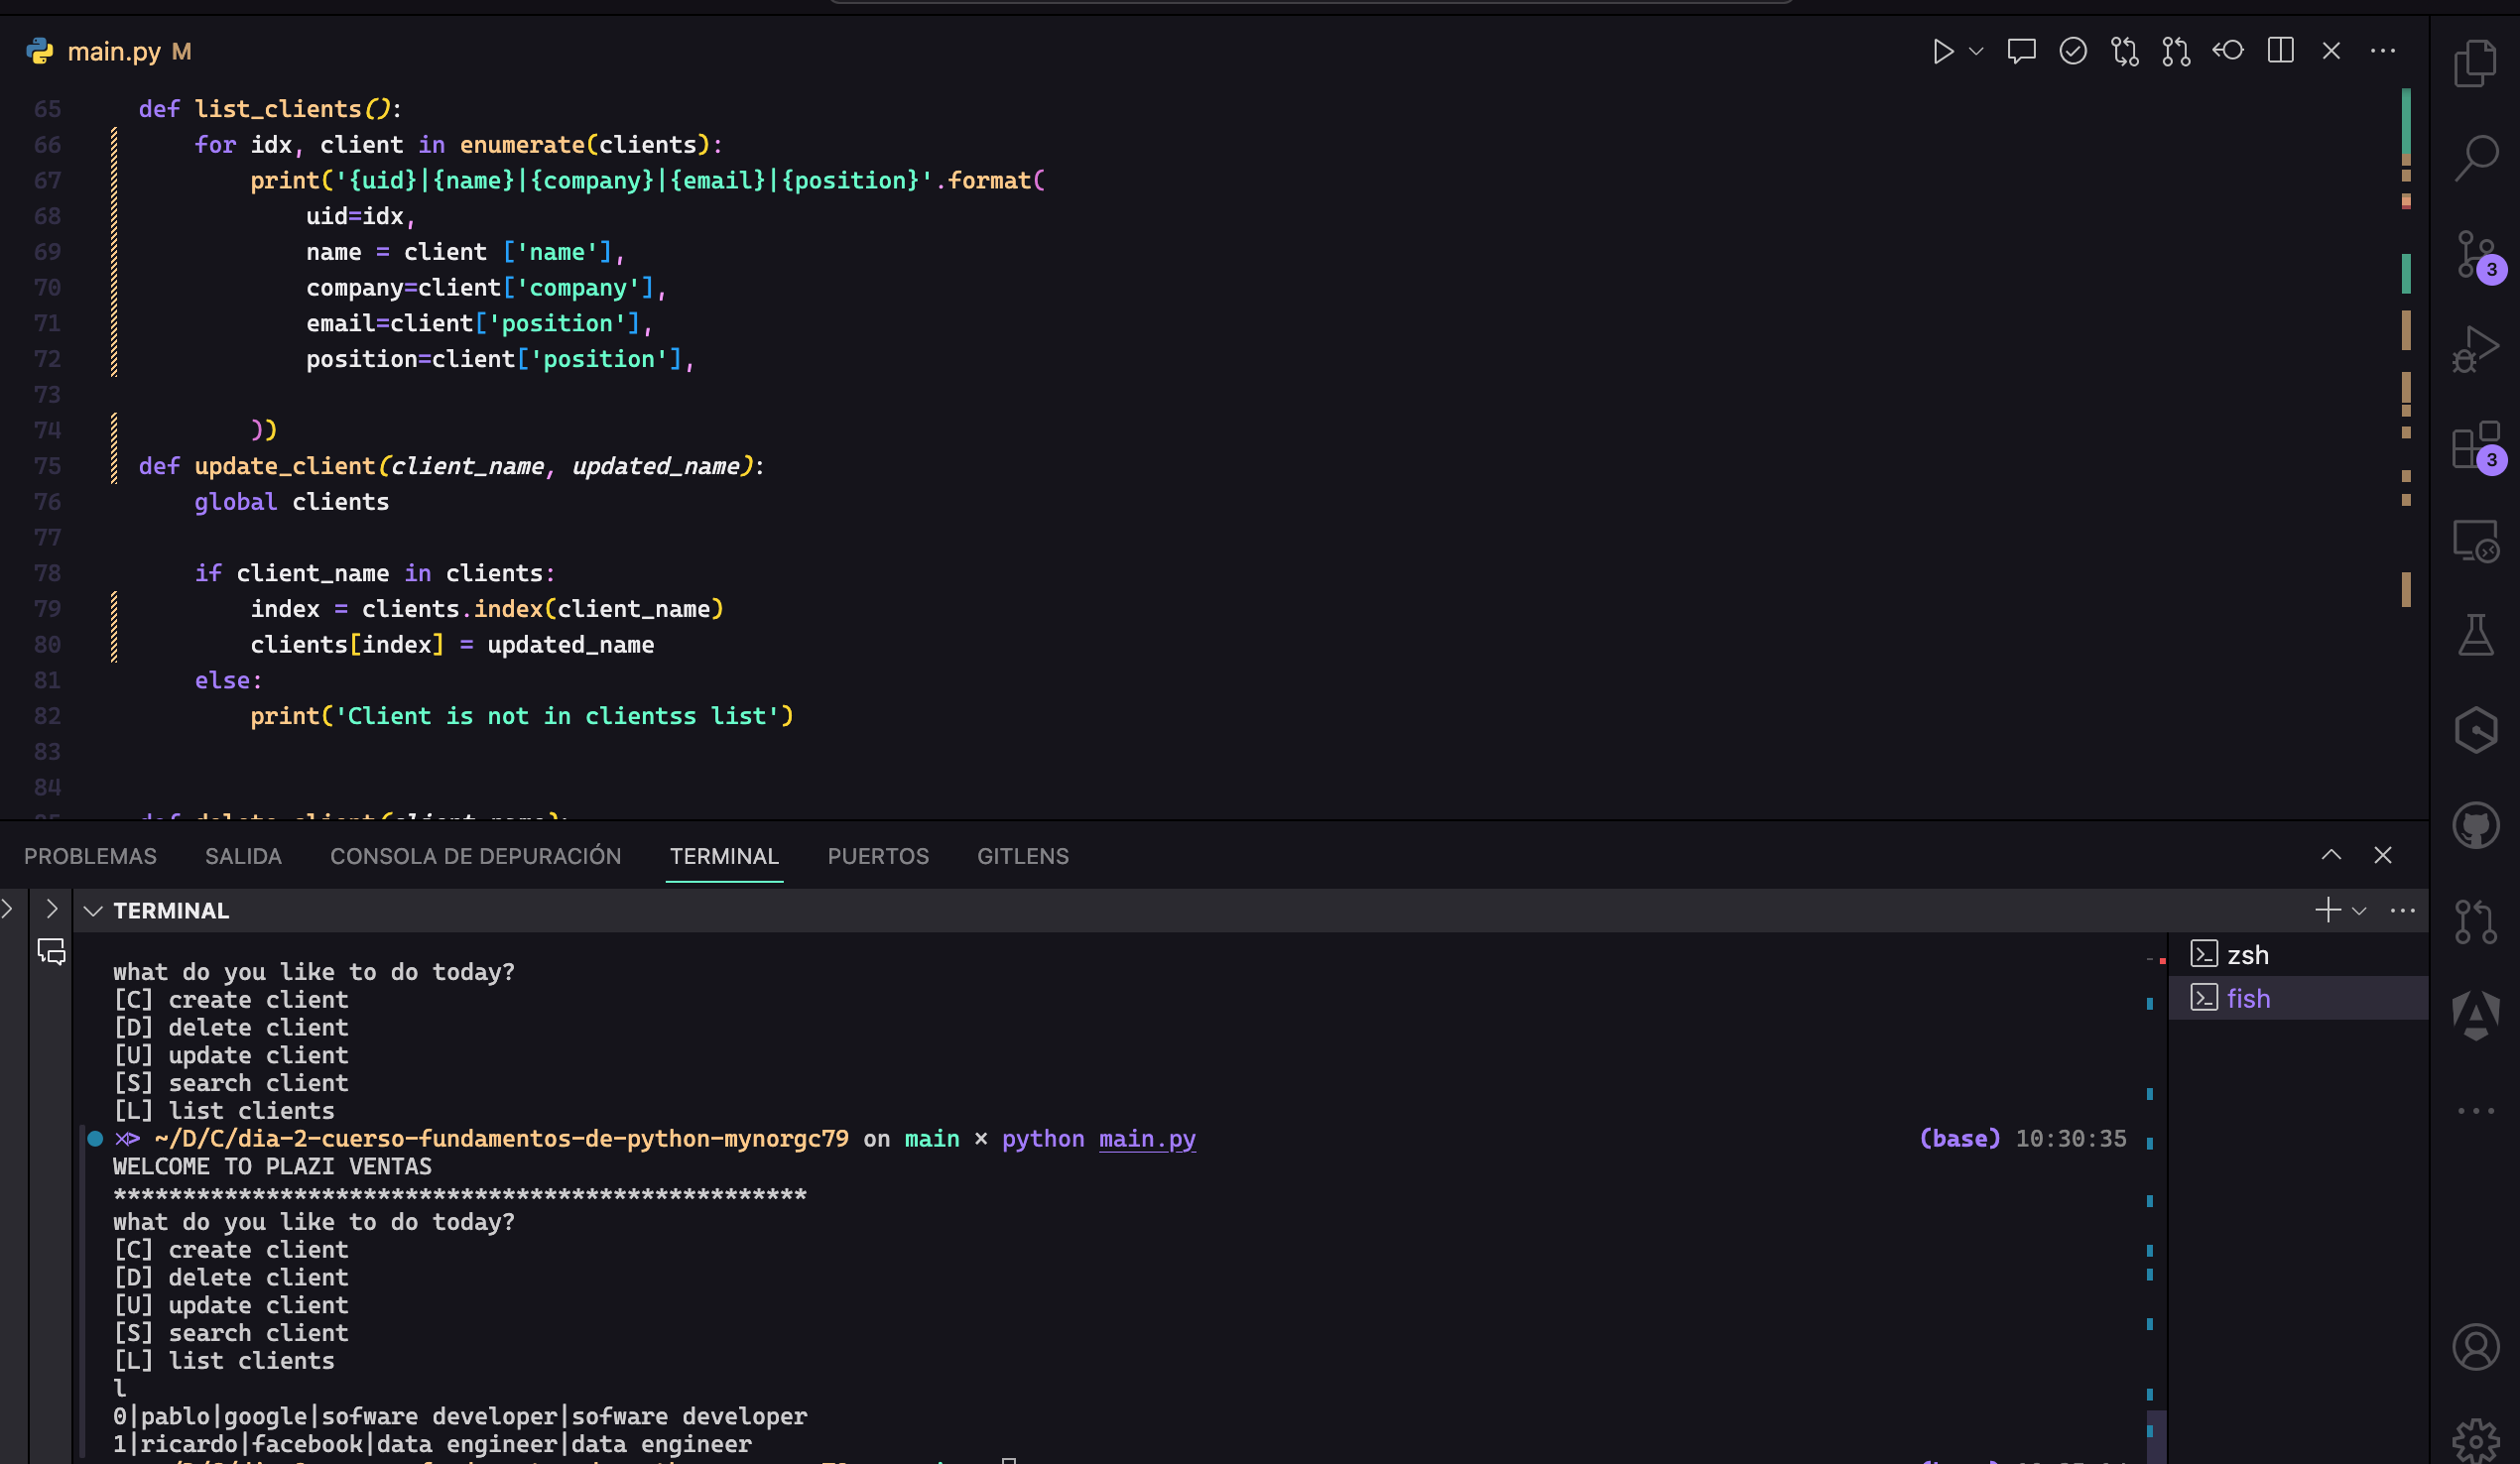 main.py M
65 def list_clients():
66 for idx, client in enumerate(clients):
67 print('{uid}|{name}|{company}|{email}|{position}'.format(
68 uid=idx,
69 name = client ['name'],
70 company=client['company'],
71 email=client['position'],
72 position=client['position'],
73
74 ))
75 def update_client(client_name, updated_name):
76 global clients
77
78 if client_name in clients:
79 index = clients.index(client_name)
80 clients[index] = updated_name
81 else:
82 print('Client is not in clientss list')
83
84
3
3
PROBLEMAS SALIDA CONSOLA DE DEPURACIÓN TERMINAL PUERTOS GITLENS
TERMINAL
zsh
fish
what do you like to do today?
[C] create client
[D] delete client
[U] update client
[S] search client
[L] list clients
~/D/C/dia-2-cuerso-fundamentos-de-python-mynorgc79 on main × python main.py (base) 10:30:35
WELCOME TO PLAZI VENTAS
**************************************************
what do you like to do today?
[C] create client
[D] delete client
[U] update client
[S] search client
[L] list clients
l
0|pablo|google|sofware developer|sofware developer
1|ricardo|facebook|data engineer|data engineer